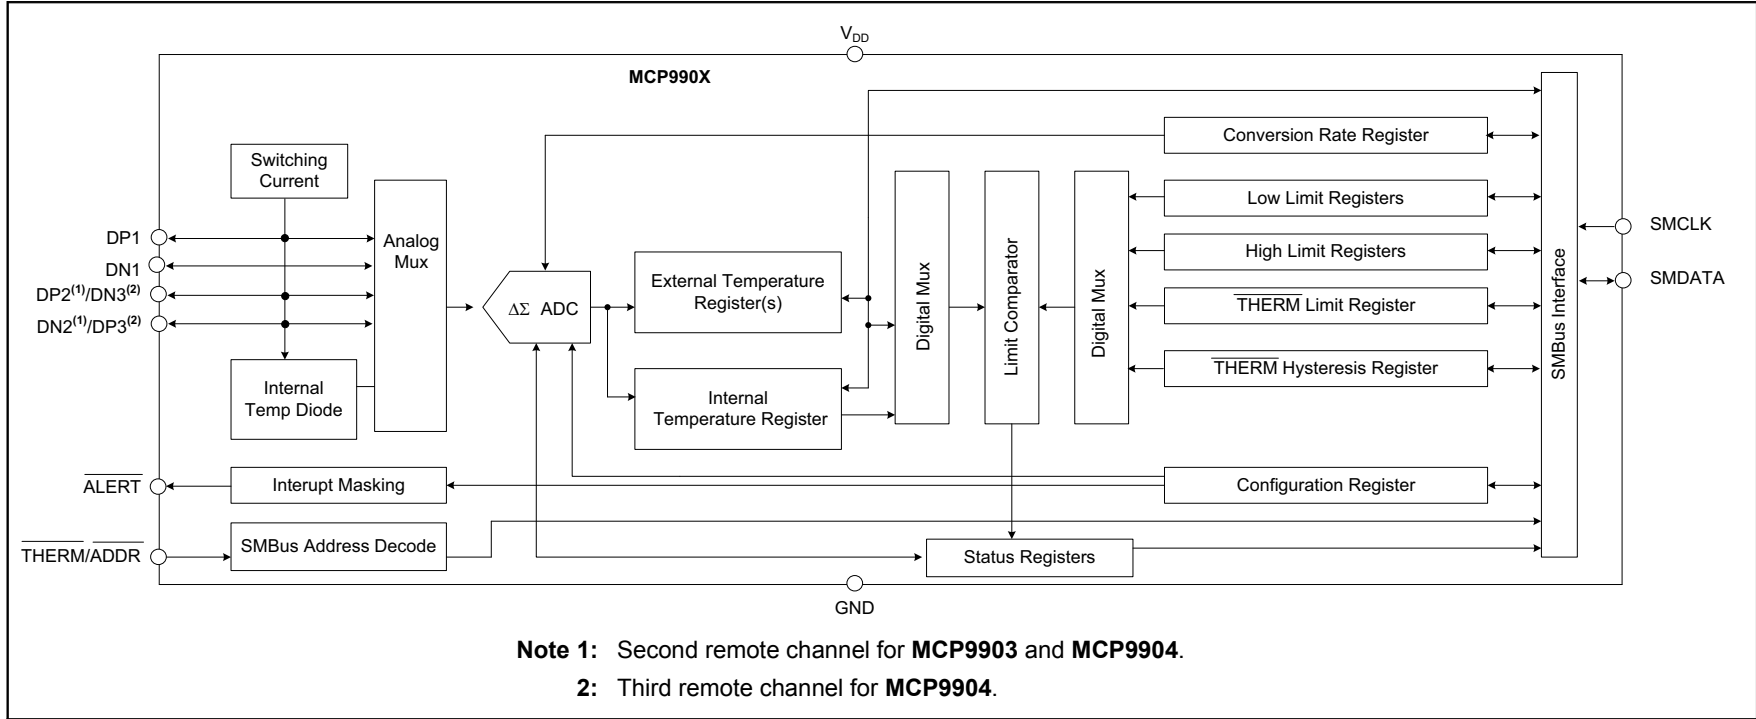 V_DD
MCP990X
Switching
Current
DP1
DN1
DP2(1)/DN3(2)
DN2(1)/DP3(2)
Analog
Mux
Internal
Temp Diode
ΔΣ ADC
External Temperature
Register(s)
Internal
Temperature Register
Digital Mux
Limit Comparator
Digital Mux
Conversion Rate Register
Low Limit Registers
High Limit Registers
THERM Limit Register
THERM Hysteresis Register
Configuration Register
SMBus Interface
SMCLK
SMDATA
ALERT
Interupt Masking
THERM/ADDR
SMBus Address Decode
Status Registers
GND
Note 1: Second remote channel for MCP9903 and MCP9904.
2: Third remote channel for MCP9904.